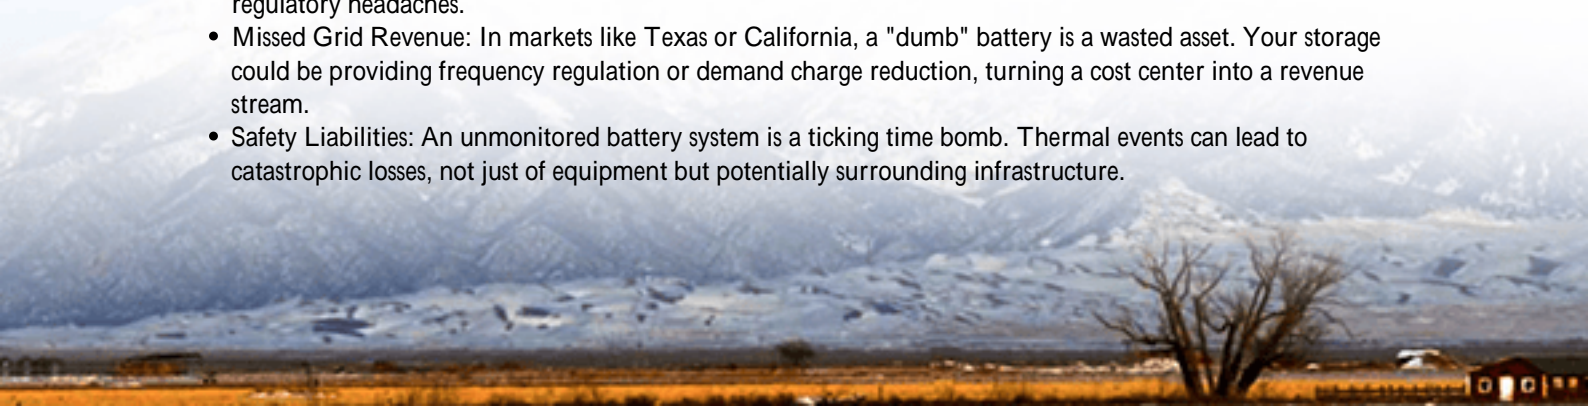 regulatory headaches.
• Missed Grid Revenue: In markets like Texas or California, a "dumb" battery is a wasted asset. Your storage
could be providing frequency regulation or demand charge reduction, turning a cost center into a revenue
stream.
• Safety Liabilities: An unmonitored battery system is a ticking time bomb. Thermal events can lead to
catastrophic losses, not just of equipment but potentially surrounding infrastructure.